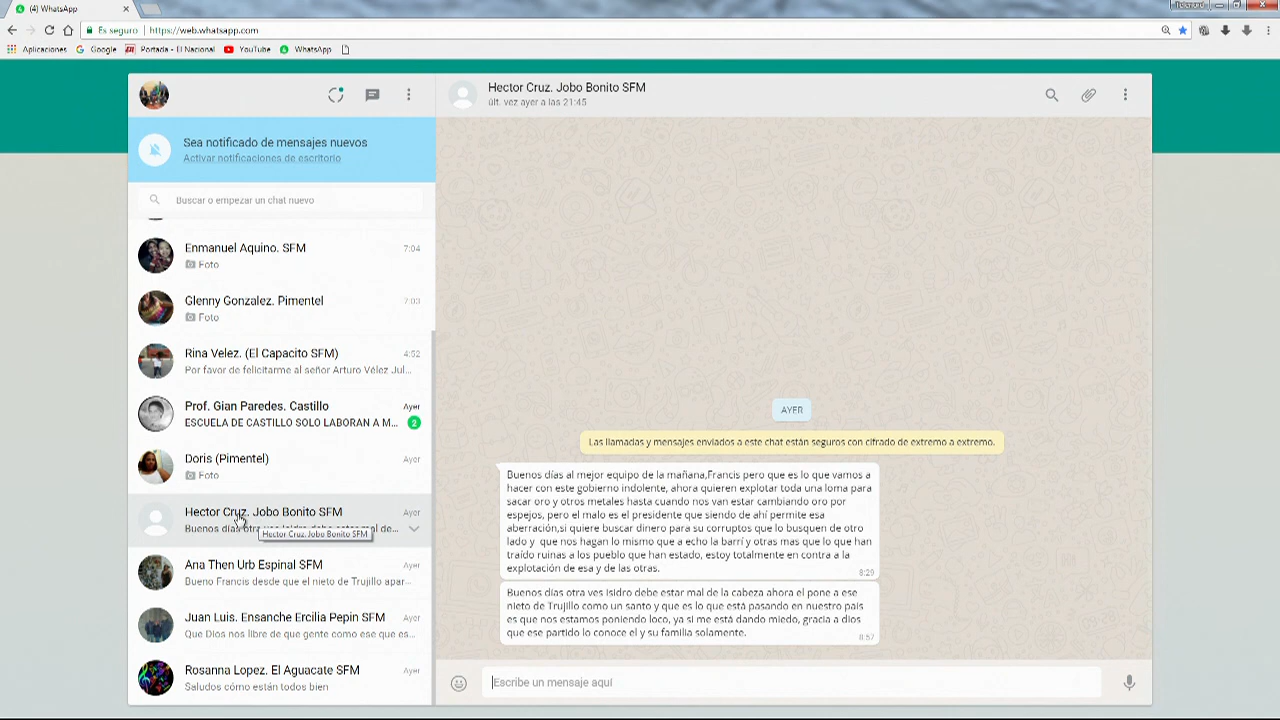 (4) WhatsApp
Telenord
Es seguro
https://web.whatsapp.com
Aplicaciones
Google
Portada - El Nacional
YouTube
WhatsApp
Sea notificado de mensajes nuevos
Activar notificaciones de escritorio
Buscar o empezar un chat nuevo
Enmanuel Aquino. SFM
7:04
Foto
Glenny Gonzalez. Pimentel
7:03
Foto
Rina Velez. (El Capacito SFM)
4:52
Por favor de felicitarme al señor Arturo Vélez Jul...
Prof. Gian Paredes. Castillo
Ayer
ESCUELA DE CASTILLO SOLO LABORAN A M...
2
Doris (Pimentel)
Ayer
Foto
Hector Cruz. Jobo Bonito SFM
Ayer
Buenos días otra ves Isidro debe estar mal de...
Hector Cruz. Jobo Bonito SFM
Ana Then Urb Espinal SFM
Ayer
Bueno Francis desde que el nieto de Trujillo apar...
Juan Luis. Ensanche Ercilia Pepin SFM
Ayer
Que Dios nos libre de que gente como ese que es...
Rosanna Lopez. El Aguacate SFM
Ayer
Saludos cómo están todos bien
Hector Cruz. Jobo Bonito SFM
últ. vez ayer a las 21:45
AYER
Las llamadas y mensajes enviados a este chat están seguros con cifrado de extremo a extremo.
Buenos días al mejor equipo de la mañana,Francis pero que es lo que vamos a
hacer con este gobierno indolente, ahora quieren explotar toda una loma para
sacar oro y otros metales hasta cuando nos van estar cambiando oro por
espejos, pero el malo es el presidente que siendo de ahí permite esa
aberración,si quiere buscar dinero para su corruptos que lo busquen de otro
lado y que nos hagan lo mismo que a echo la barrí y otras mas que lo que han
traído ruinas a los pueblo que han estado, estoy totalmente en contra a la
explotación de esa y de las otras.
8:29
Buenos días otra ves Isidro debe estar mal de la cabeza ahora el pone a ese
nieto de Trujillo como un santo y que es lo que está pasando en nuestro país
es que nos estamos poniendo loco, ya si me está dando miedo, gracia a dios
que ese partido lo conoce el y su familia solamente.
8:57
Escribe un mensaje aquí